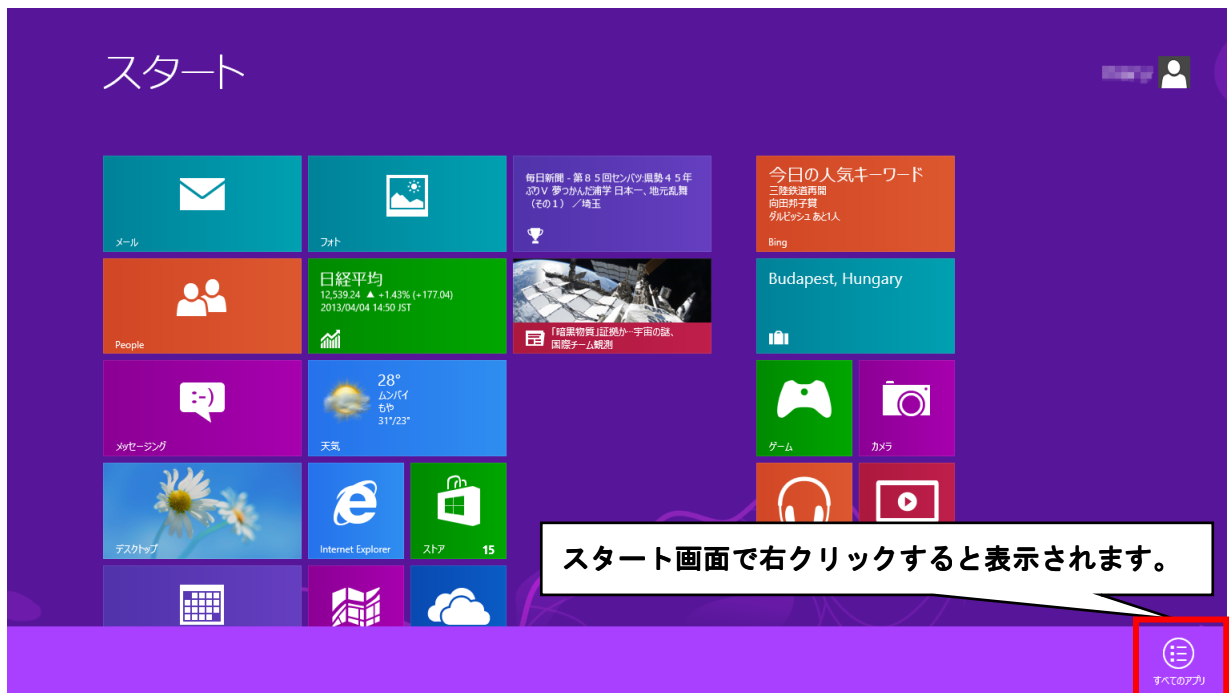 スタート
メール
フォト
毎日新聞 - 第８５回センバツ:県勢４５年
ぶりＶ 夢つかんだ浦学 日本一、地元乱舞
（その１） ／埼玉
今日の人気キーワード
三陸鉄道再開
向田邦子賞
ダルビッシュ あと1人
Bing
People
日経平均
12,539.24 ▲ +1.43% (+177.04)
2013/04/04 14:50 JST
「暗黒物質」証拠か…宇宙の謎、
国際チーム観測
Budapest, Hungary
メッセージング
28°
ムンバイ
もや
31°/23°
天気
ゲーム
カメラ
デスクトップ
Internet Explorer
ストア
15
スタート画面で右クリックすると表示されます。
すべてのアプリ